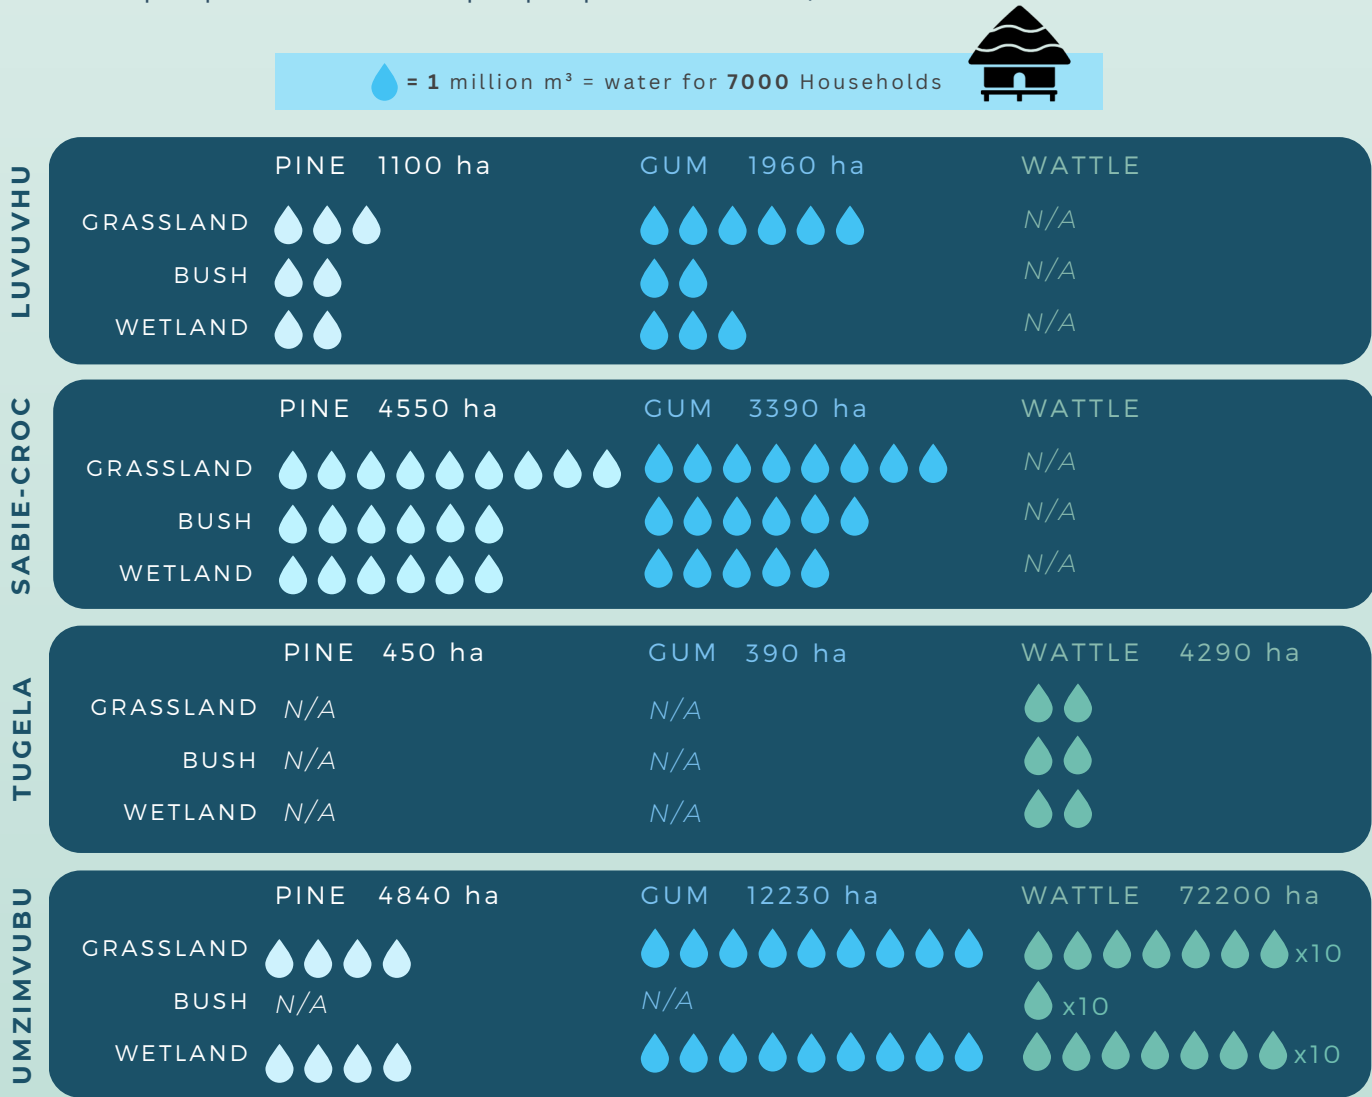 = 1 million m³ = water for 7000 Households
LUVUVHU
PINE 1100 ha GUM 1960 ha WATTLE
GRASSLAND N/A
BUSH N/A
WETLAND N/A
SABIE-CROC
PINE 4550 ha GUM 3390 ha WATTLE
GRASSLAND N/A
BUSH N/A
WETLAND N/A
TUGELA
PINE 450 ha GUM 390 ha WATTLE 4290 ha
GRASSLAND N/A N/A
BUSH N/A N/A
WETLAND N/A N/A
UMZIMVUBU
PINE 4840 ha GUM 12230 ha WATTLE 72200 ha
GRASSLAND x10
BUSH N/A N/A x10
WETLAND x10